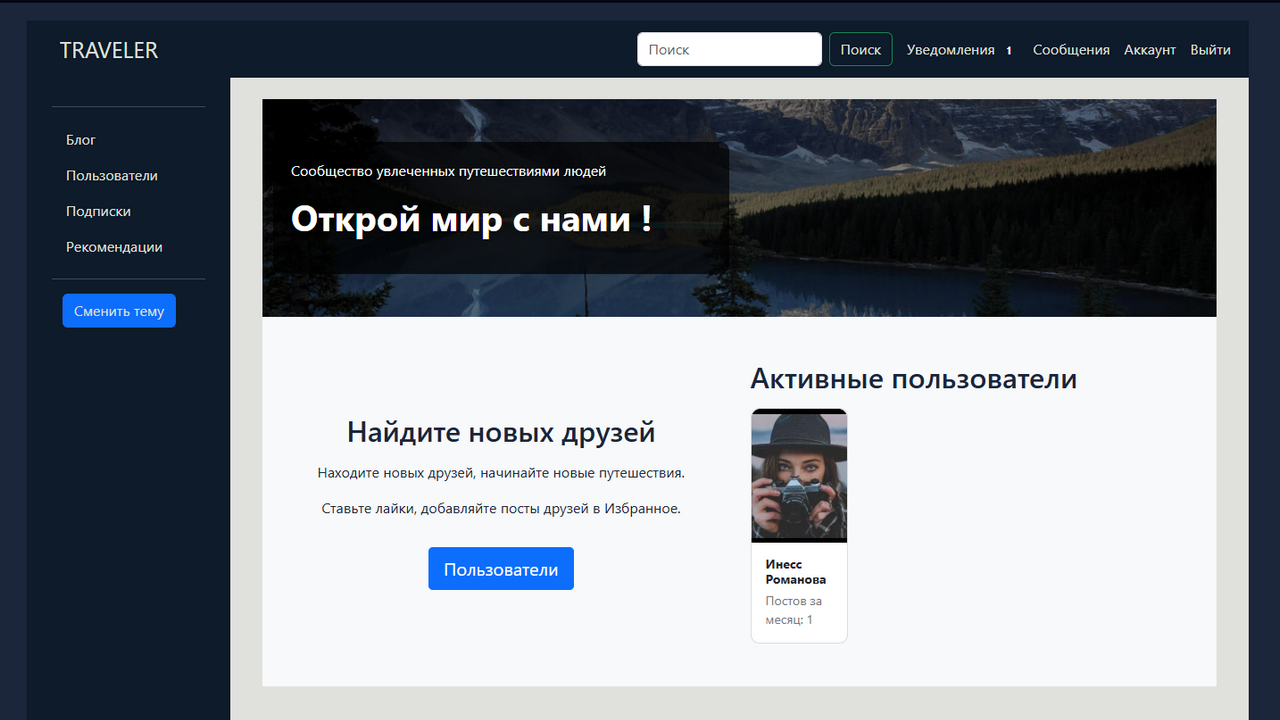 TRAVELER
Поиск
Поиск
Уведомления 1
Сообщения
Аккаунт
Выйти
Блог
Пользователи
Подписки
Рекомендации
Сменить тему
Сообщество увлеченных путешествиями людей
Открой мир с нами !
Найдите новых друзей
Находите новых друзей, начинайте новые путешествия.
Ставьте лайки, добавляйте посты друзей в Избранное.
Пользователи
Активные пользователи
Инесс
Романова
Постов за
месяц: 1